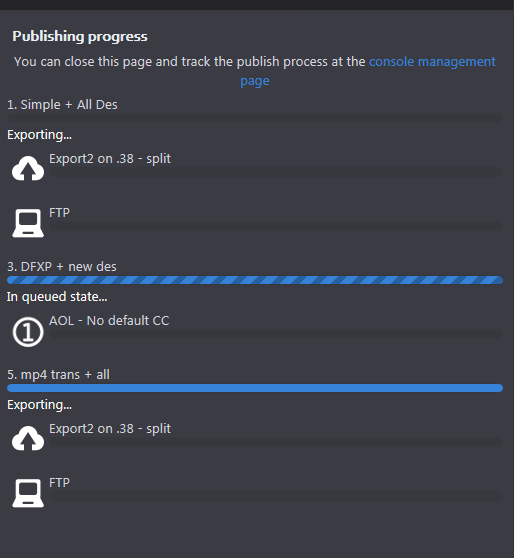 Publishing progress
You can close this page and track the publish process at the console management
page
1. Simple + All Des
Exporting...
Export2 on .38 - split
FTP
3. DFXP + new des
In queued state...
1
AOL - No default CC
5. mp4 trans + all
Exporting...
Export2 on .38 - split
FTP